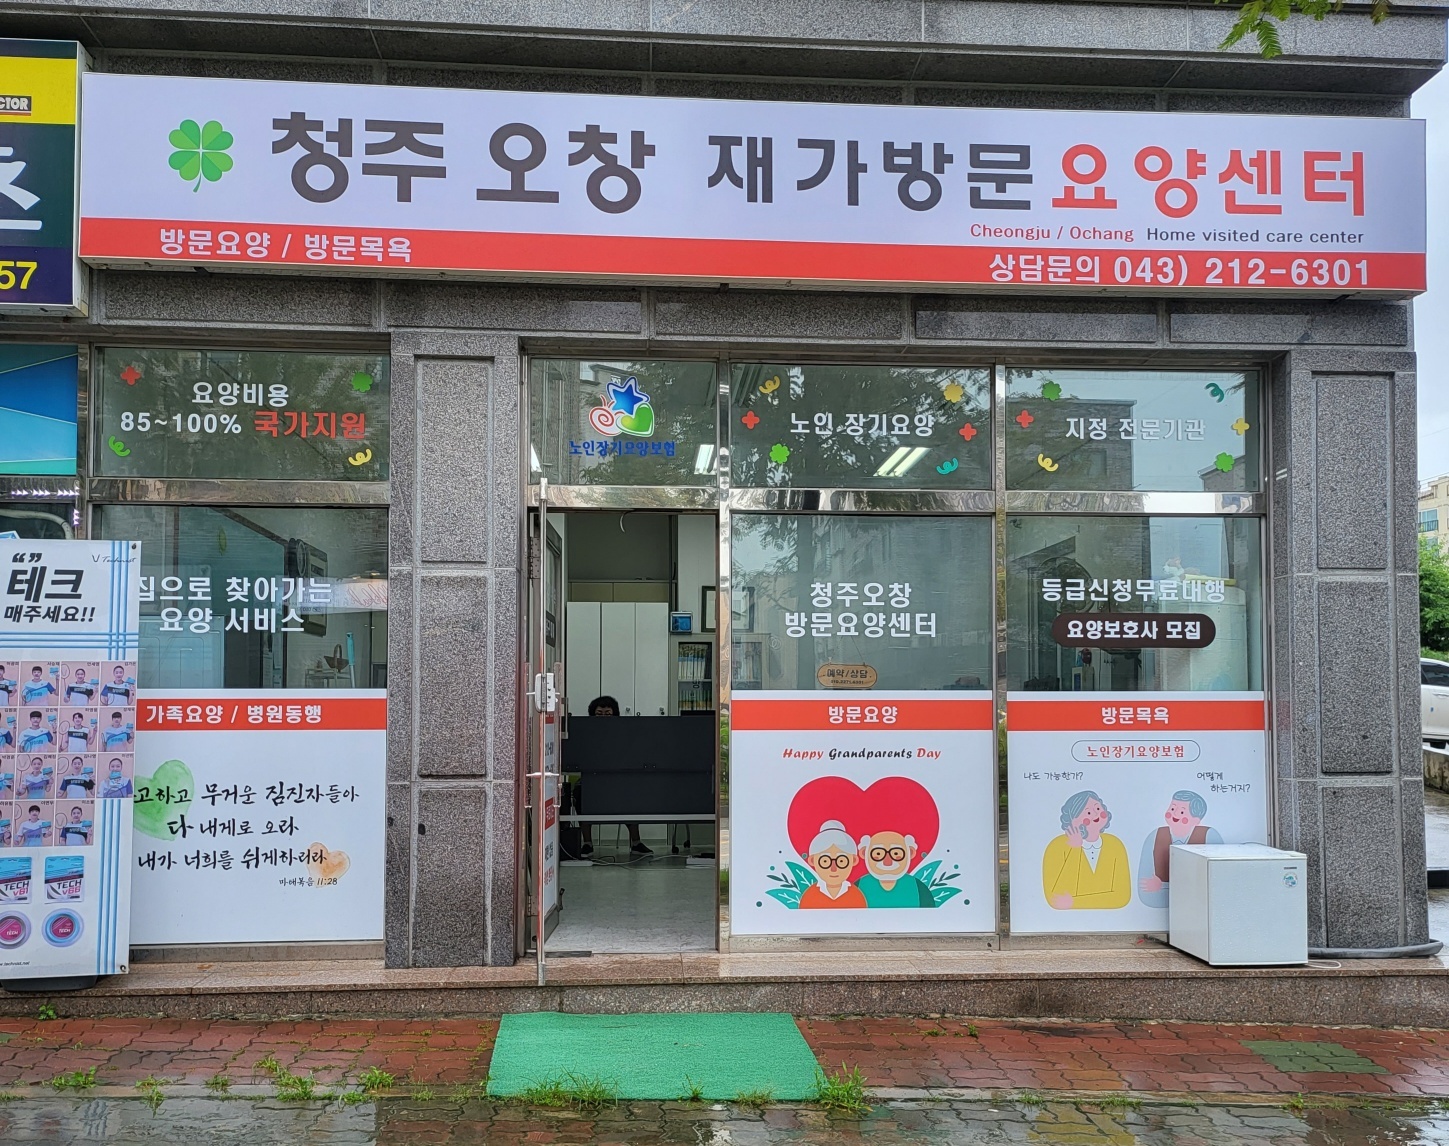 청주 오창 재가방문요양센터
Cheongju / Ochang Home visited care center
방문요양 / 방문목욕
상담문의 043) 212-6301
CTOR
츠
57
요양비용
85~100% 국가지원
노인장기요양보험
노인 장기요양
지정 전문기관
집으로 찾아가는
요양 서비스
청주오창
방문요양센터
예약/상담
등급신청무료대행
요양보호사 모집
가족요양 / 병원동행
고하고 무거운 짐진자들아
다 내게로 오라
내가 너희를 쉬게하리라
마태복음 11:28
방문요양
Happy Grandparents Day
방문목욕
노인장기요양보험
나도 가능한가?
어떻게
하는거지?
테크
매주세요!!
TECH
TECH